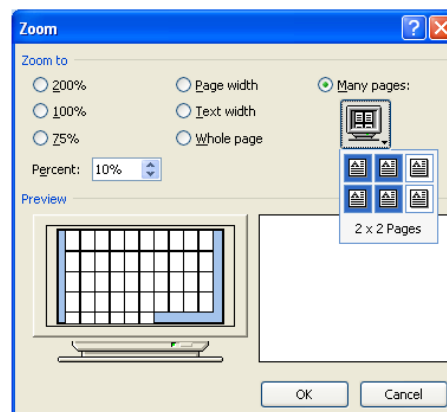 Zoom
Zoom to
200% Page width Many pages:
100% Text width
75% Whole page
Percent: 10%
2 x 2 Pages
Preview
OK Cancel